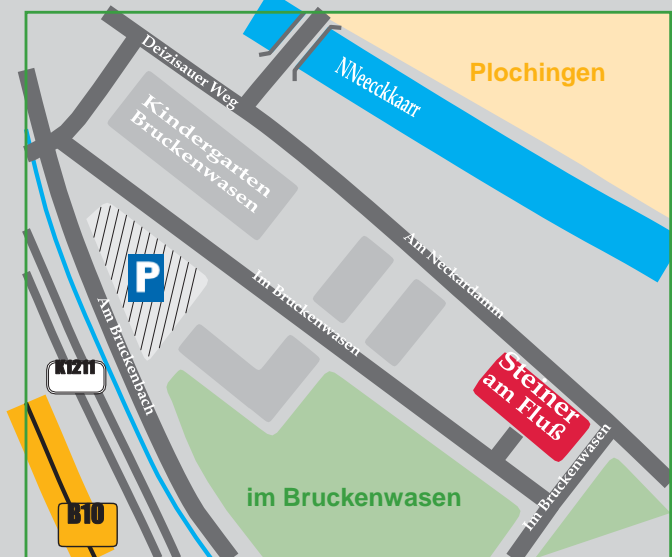 Deizisauer Weg
NNeecckkaarr
Plochingen
Kindergarten
Bruckenwasen
P
Am Neckardamm
Im Bruckenwasen
Am Bruckenbach
K1211
Steiner
am Fluß
Im Bruckenwasen
im Bruckenwasen
B10